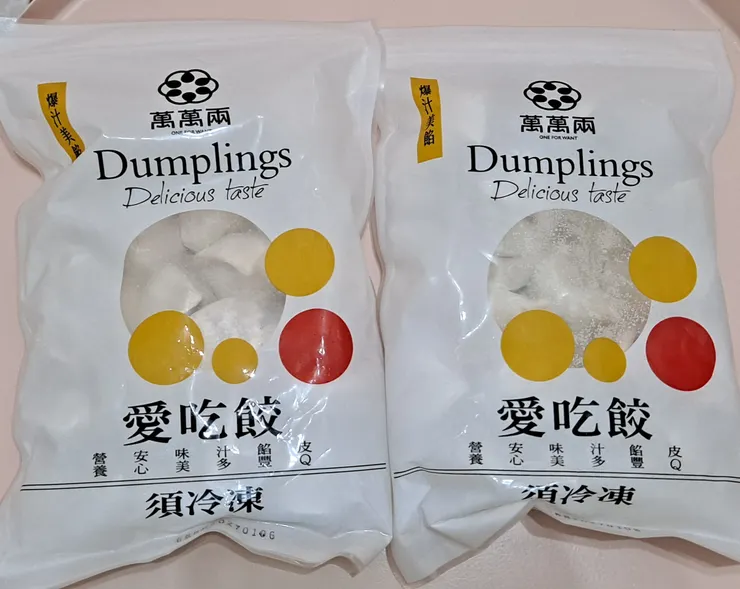 爆汁美餡
萬萬兩
ONE FOR WANT
Dumplings
Delicious taste
愛吃餃
營養 安心 味美 汁多 餡豐 皮Q
須冷凍
爆汁美餡
萬萬兩
ONE FOR WANT
Dumplings
Delicious taste
愛吃餃
營養 安心 味美 汁多 餡豐 皮Q
須冷凍